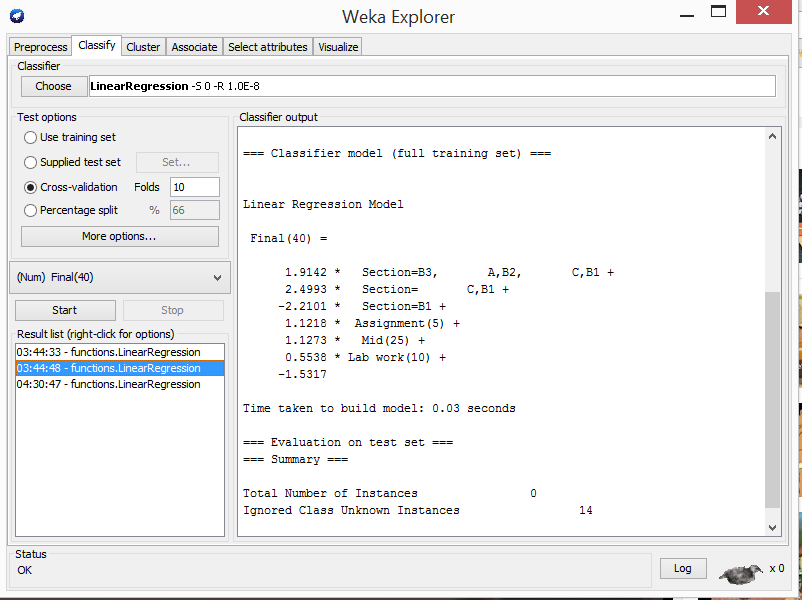 Weka Explorer
Preprocess Classify Cluster Associate Select attributes Visualize
Classifier
Choose LinearRegression -S 0 -R 1.0E-8
Test options
Use training set
Supplied test set Set...
Cross-validation Folds 10
Percentage split % 66
More options...
(Num) Final(40)
Start Stop
Result list (right-click for options)
03:44:33 - functions.LinearRegression
03:44:48 - functions.LinearRegression
04:30:47 - functions.LinearRegression
Classifier output
=== Classifier model (full training set) ===
Linear Regression Model
Final(40) =
1.9142 * Section=B3, A,B2, C,B1 +
2.4993 * Section= C,B1 +
-2.2101 * Section=B1 +
1.1218 * Assignment(5) +
1.1273 * Mid(25) +
0.5538 * Lab work(10) +
-1.5317
Time taken to build model: 0.03 seconds
=== Evaluation on test set ===
=== Summary ===
Total Number of Instances 0
Ignored Class Unknown Instances 14
Status
OK
Log x 0